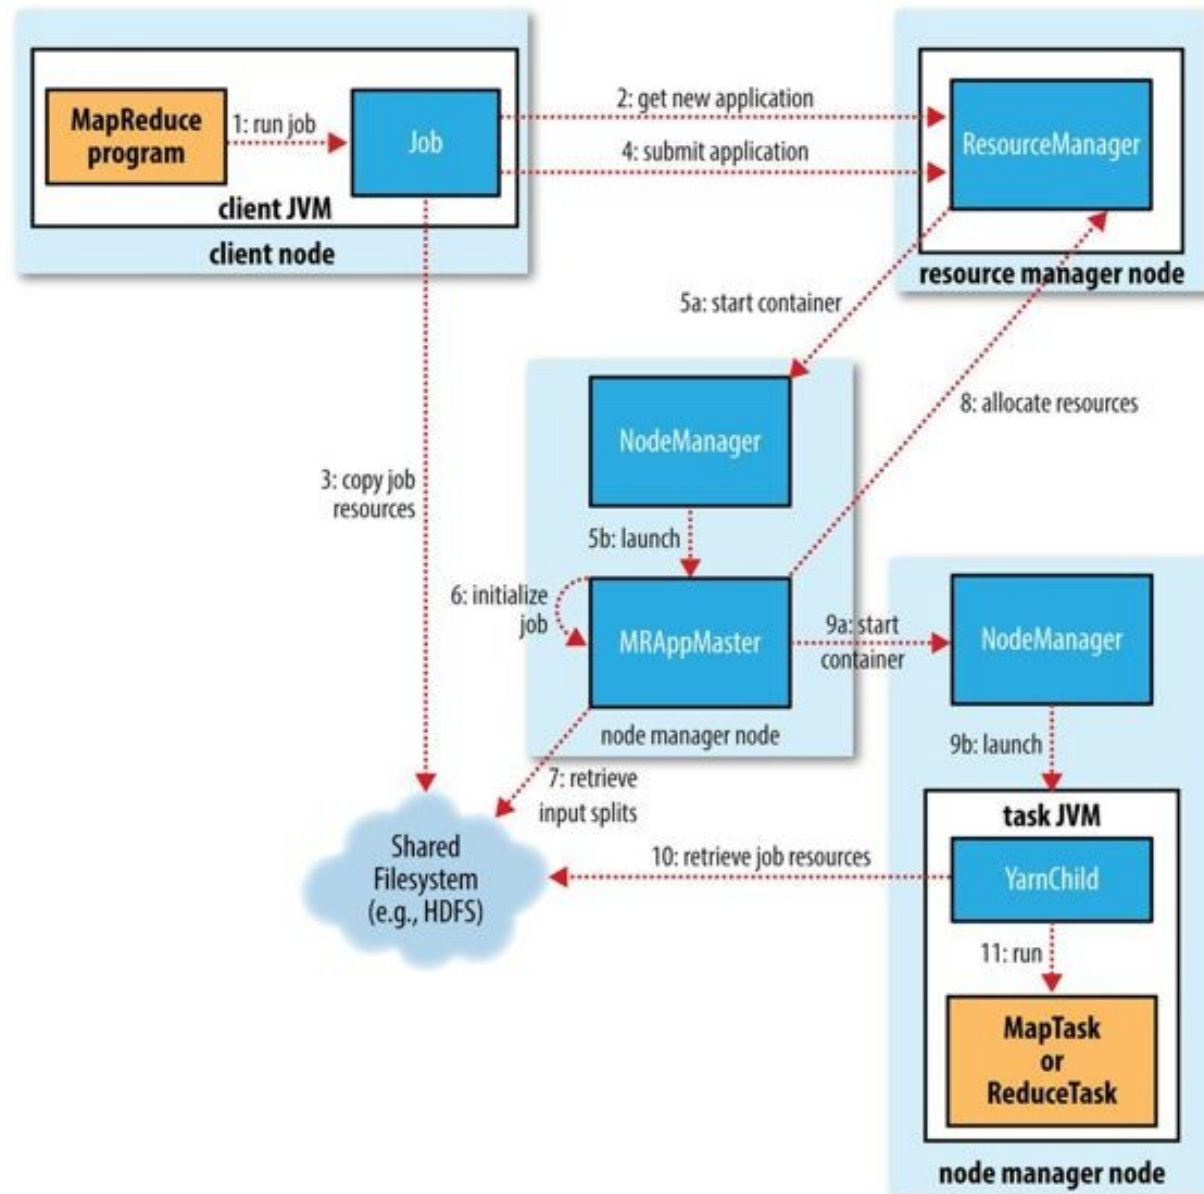 MapReduce
program
1: run job
Job
client JVM
client node
2: get new application
4: submit application
ResourceManager
resource manager node
3: copy job
resources
5a: start container
NodeManager
5b: launch
6: initialize
job
MRAppMaster
node manager node
7: retrieve
input splits
8: allocate resources
9a: start
container
NodeManager
9b: launch
task JVM
YarnChild
10: retrieve job resources
Shared
Filesystem
(e.g., HDFS)
11: run
MapTask
or
ReduceTask
node manager node